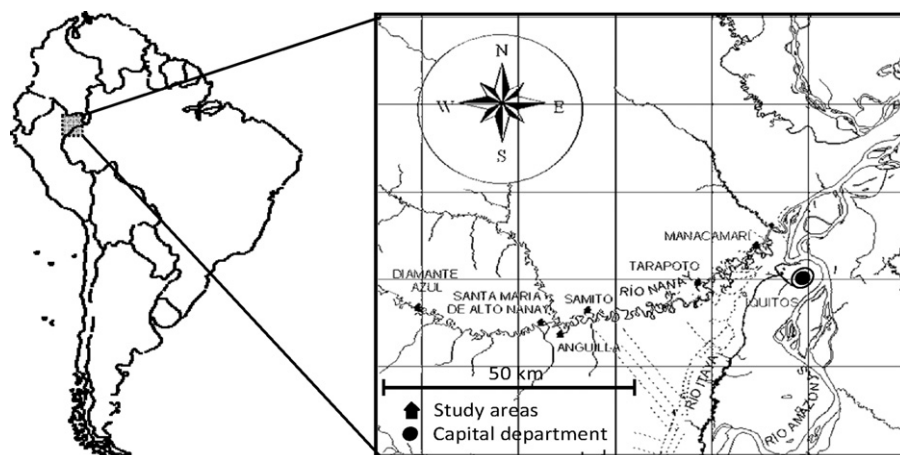 N
W
E
S
MANACAMARÍ
TARAPOTO
DIAMANTE
AZUL
SANTA MARIA
DE ALTO NANAY
SAMITO
RÍO NANAY
IQUITOS
ANGUILLA
50 km
RÍO ITAYA
RÍO AMAZONAS
Study areas
Capital department